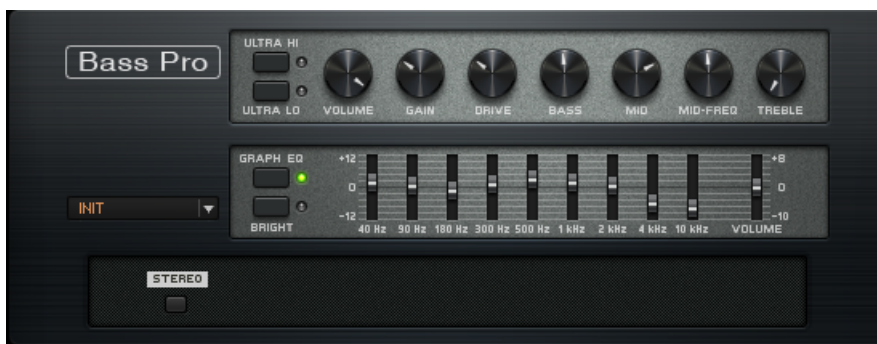 Bass Pro
ULTRA HI
ULTRA LO
VOLUME GAIN DRIVE BASS MID MID-FREQ TREBLE
GRAPH EQ
+12
0
-12
+8
0
-10
BRIGHT
40 Hz 90 Hz 180 Hz 300 Hz 500 Hz 1 kHz 2 kHz 4 kHz 10 kHz VOLUME
INIT
STEREO